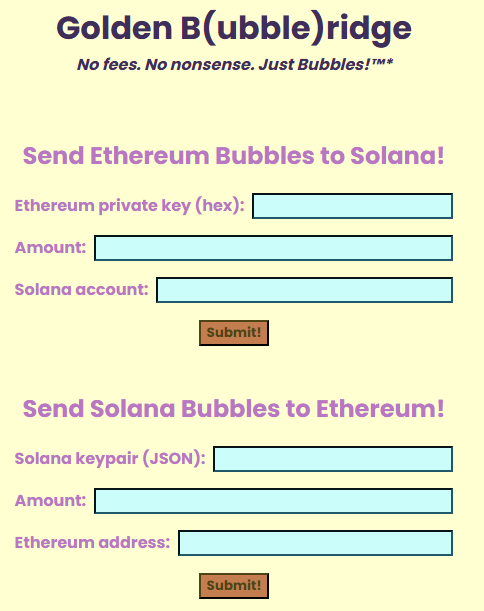 Golden B(ubble)ridge
No fees. No nonsense. Just Bubbles!™*
Send Ethereum Bubbles to Solana!
Ethereum private key (hex):
Amount:
Solana account:
Submit!
Send Solana Bubbles to Ethereum!
Solana keypair (JSON):
Amount:
Ethereum address:
Submit!